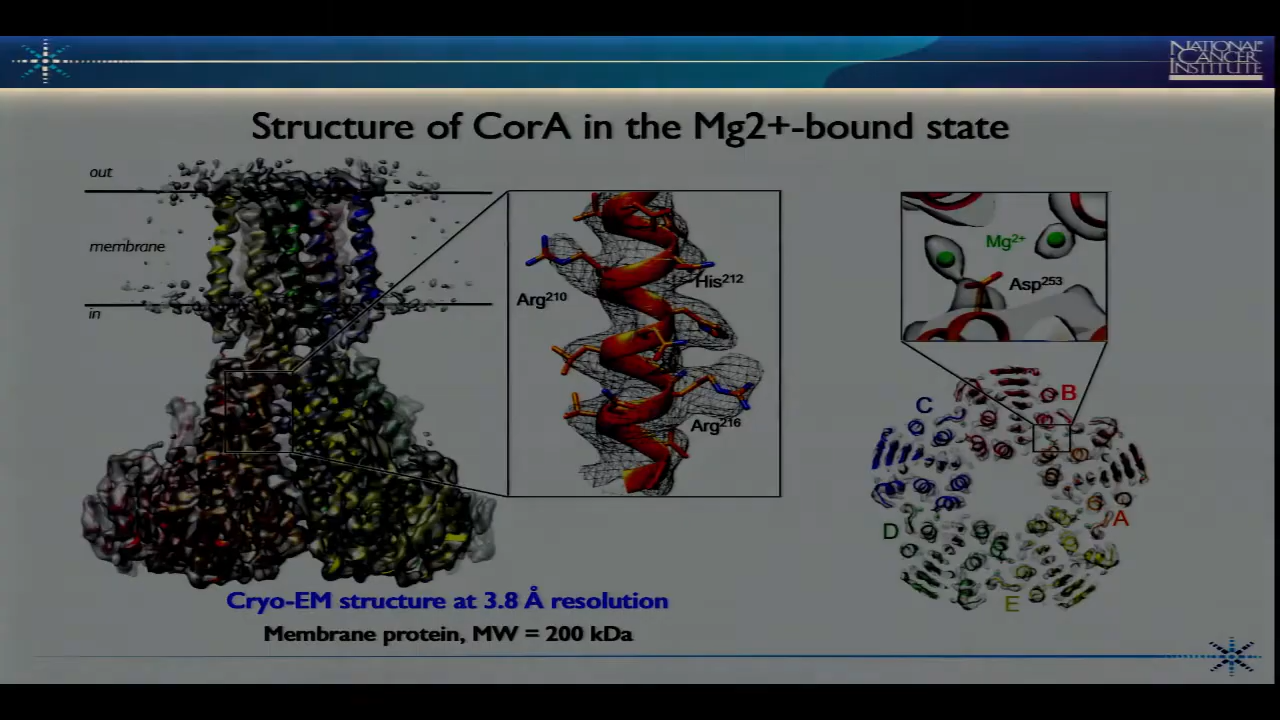 NATIONAL
CANCER
INSTITUTE
Structure of CorA in the Mg2+-bound state
out
membrane
in
Arg210
His212
Arg216
Mg2+
Asp253
B
C
A
D
E
Cryo-EM structure at 3.8 Å resolution
Membrane protein, MW = 200 kDa